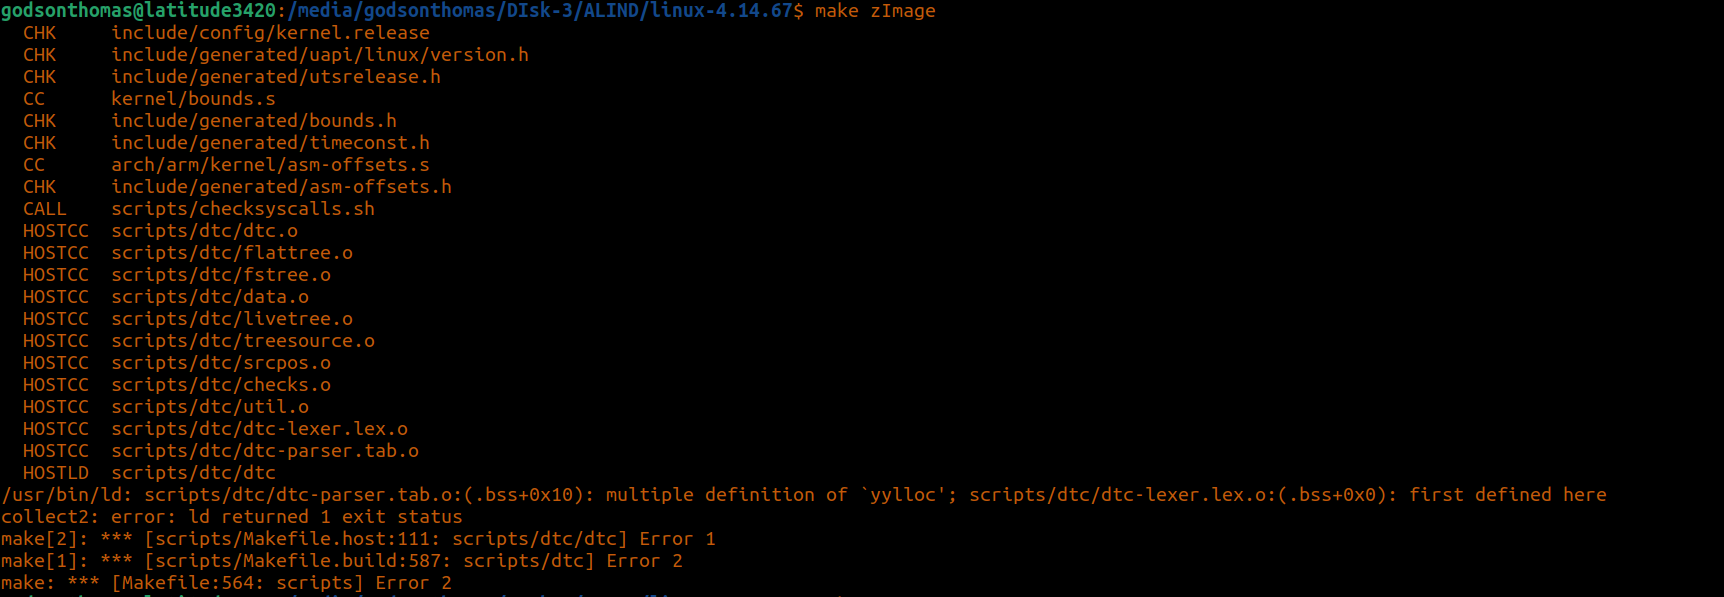 godsonthomas@latitude3420:/media/godsonthomas/DIsk-3/ALIND/linux-4.14.67$ make zImage
CHK include/config/kernel.release
CHK include/generated/uapi/linux/version.h
CHK include/generated/utsrelease.h
CC kernel/bounds.s
CHK include/generated/bounds.h
CHK include/generated/timeconst.h
CC arch/arm/kernel/asm-offsets.s
CHK include/generated/asm-offsets.h
CALL scripts/checksyscalls.sh
HOSTCC scripts/dtc/dtc.o
HOSTCC scripts/dtc/flattree.o
HOSTCC scripts/dtc/fstree.o
HOSTCC scripts/dtc/data.o
HOSTCC scripts/dtc/livetree.o
HOSTCC scripts/dtc/treesource.o
HOSTCC scripts/dtc/srcpos.o
HOSTCC scripts/dtc/checks.o
HOSTCC scripts/dtc/util.o
HOSTCC scripts/dtc/dtc-lexer.lex.o
HOSTCC scripts/dtc/dtc-parser.tab.o
HOSTLD scripts/dtc/dtc
/usr/bin/ld: scripts/dtc/dtc-parser.tab.o:(.bss+0x10): multiple definition of `yylloc'; scripts/dtc/dtc-lexer.lex.o:(.bss+0x0): first defined here
collect2: error: ld returned 1 exit status
make[2]: *** [scripts/Makefile.host:111: scripts/dtc/dtc] Error 1
make[1]: *** [scripts/Makefile.build:587: scripts/dtc] Error 2
make: *** [Makefile:564: scripts] Error 2